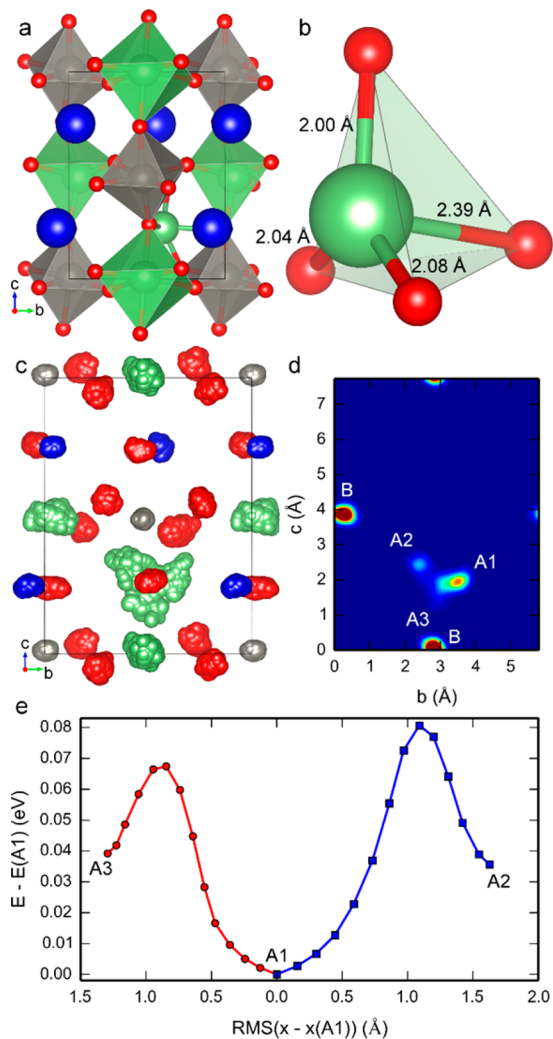 a
b
c
b
2.00 Å
2.39 Å
2.04 Å
2.08 Å
c
d
c
b
c (Å)
7
6
5
4
3
2
1
0
B
A2
A1
A3
B
0 1 2 3 4 5
b (Å)
e
E - E(A1) (eV)
0.08
0.07
0.06
0.05
0.04
0.03
0.02
0.01
0.00
A3
A1
A2
1.5 1.0 0.5 0.0 0.5 1.0 1.5 2.0
RMS(x - x(A1)) (Å)